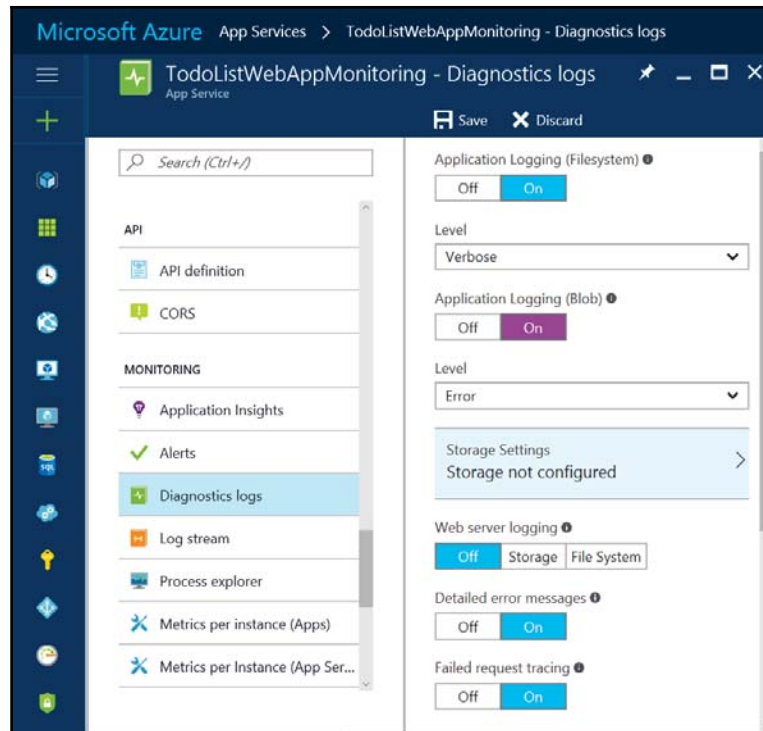 Microsoft Azure App Services > TodoListWebAppMonitoring - Diagnostics logs
TodoListWebAppMonitoring - Diagnostics logs
App Service
Save Discard
Search (Ctrl+/)
API
API definition
CORS
MONITORING
Application Insights
Alerts
Diagnostics logs
Log stream
Process explorer
Metrics per instance (Apps)
Metrics per Instance (App Ser...
Application Logging (Filesystem)
Off On
Level
Verbose
Application Logging (Blob)
Off On
Level
Error
Storage Settings
Storage not configured
Web server logging
Off Storage File System
Detailed error messages
Off On
Failed request tracing
Off On
SQL